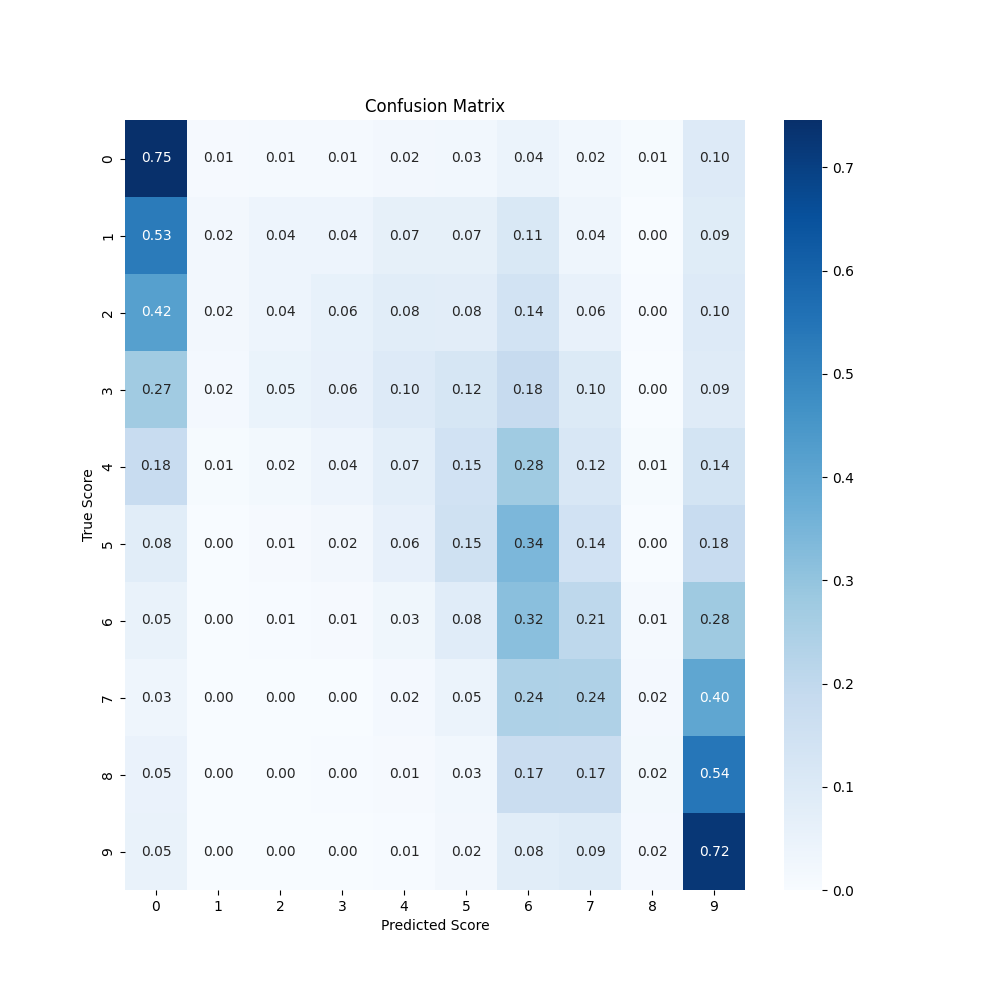 Confusion Matrix
0 0.75 0.01 0.01 0.01 0.02 0.03 0.04 0.02 0.01 0.10
1 0.53 0.02 0.04 0.04 0.07 0.07 0.11 0.04 0.00 0.09
2 0.42 0.02 0.04 0.06 0.08 0.08 0.14 0.06 0.00 0.10
3 0.27 0.02 0.05 0.06 0.10 0.12 0.18 0.10 0.00 0.09
4 0.18 0.01 0.02 0.04 0.07 0.15 0.28 0.12 0.01 0.14
5 0.08 0.00 0.01 0.02 0.06 0.15 0.34 0.14 0.00 0.18
6 0.05 0.00 0.01 0.01 0.03 0.08 0.32 0.21 0.01 0.28
7 0.03 0.00 0.00 0.00 0.02 0.05 0.24 0.24 0.02 0.40
8 0.05 0.00 0.00 0.00 0.01 0.03 0.17 0.17 0.02 0.54
9 0.05 0.00 0.00 0.00 0.01 0.02 0.08 0.09 0.02 0.72
0 1 2 3 4 5 6 7 8 9
Predicted Score
True Score
0.7
0.6
0.5
0.4
0.3
0.2
0.1
0.0